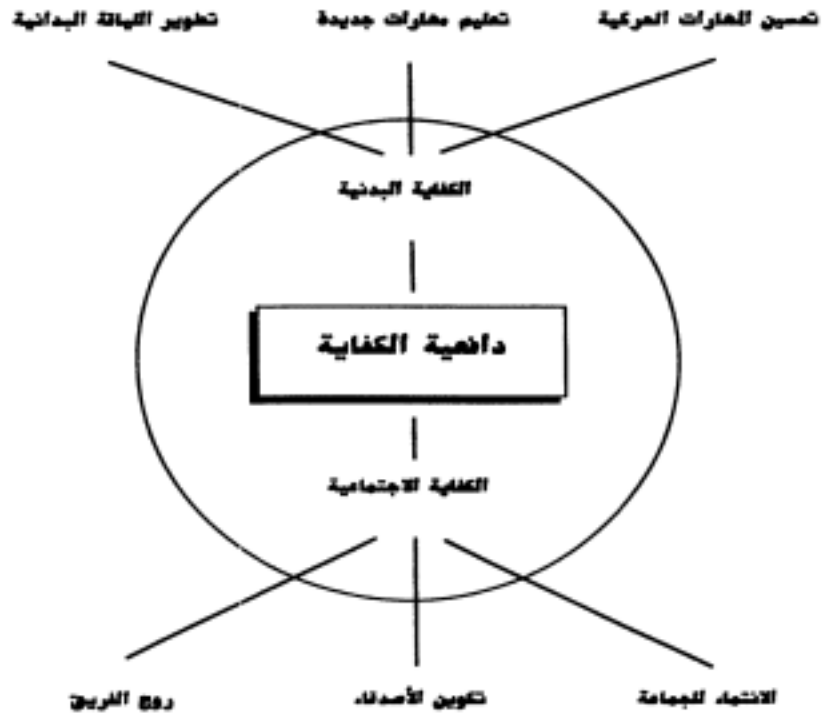 تحسين المهارات الحركية تعليم مهارات جديدة تطوير اللياقة البدانية
الكفاية البدنية
دافعية الكفاية
الكفاية الاجتماعية
الانتماء للجماعة تكوين الأصدقاء روح الفريق